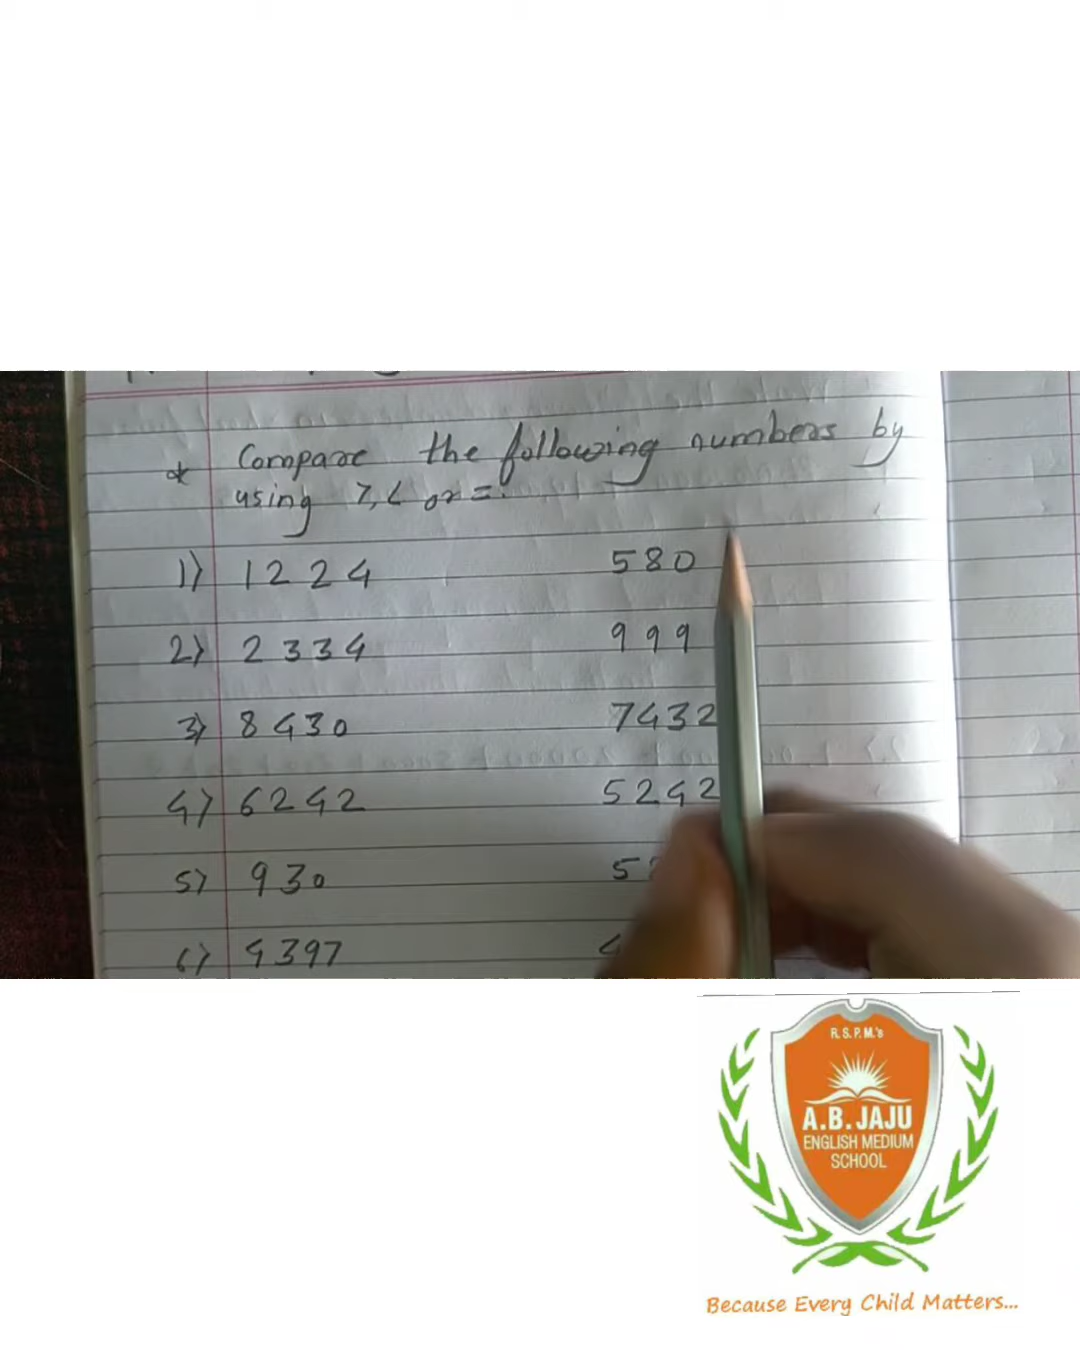 * Compare the following numbers by
using >, < or =.
1) 1224 580
2) 2334 999
3) 8430 7432
4) 6242 5242
5) 930
6) 4397
R.S.P.M.'s
A.B. JAJU
ENGLISH MEDIUM
SCHOOL
Because Every Child Matters...